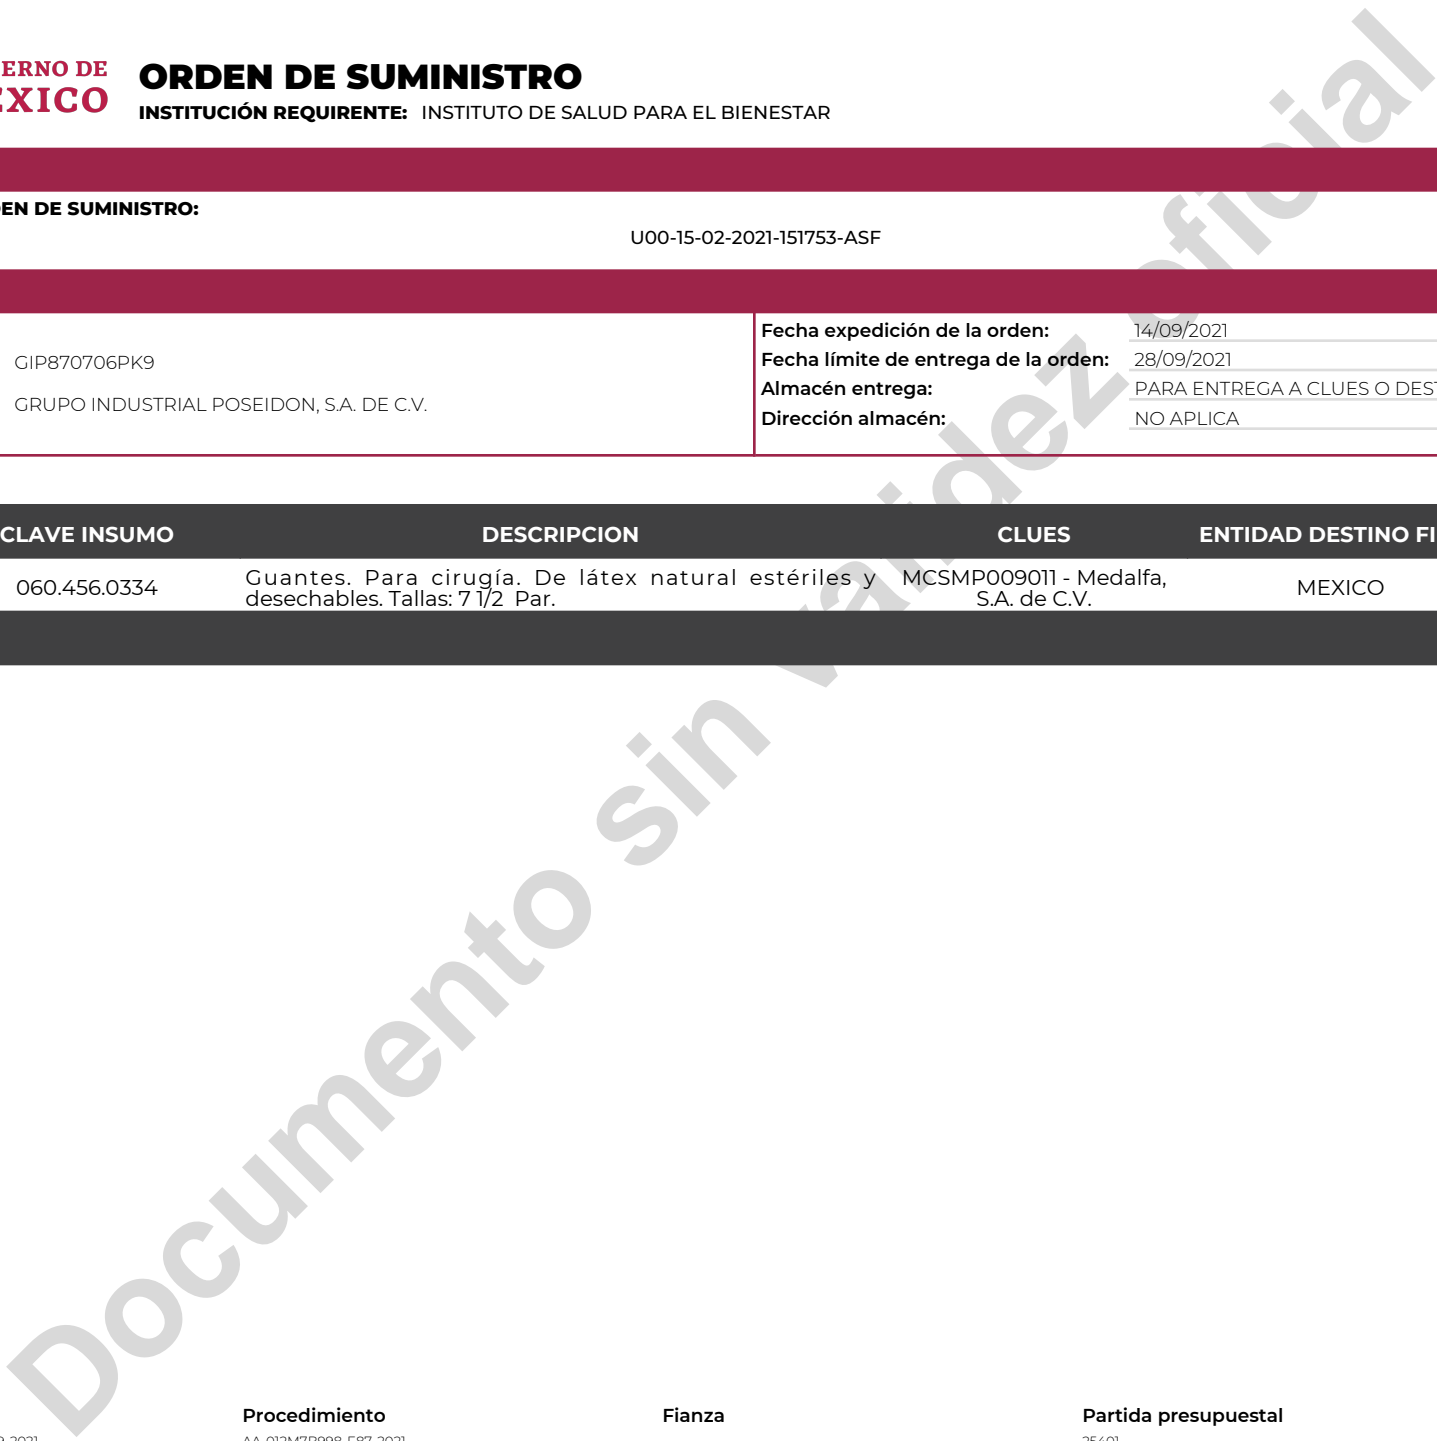 ERNO DE
EXICO
ORDEN DE SUMINISTRO
INSTITUCIÓN REQUIRENTE: INSTITUTO DE SALUD PARA EL BIENESTAR
EN DE SUMINISTRO:
U00-15-02-2021-151753-ASF
GIP870706PK9
GRUPO INDUSTRIAL POSEIDON, S.A. DE C.V.
Fecha expedición de la orden: 14/09/2021
Fecha límite de entrega de la orden: 28/09/2021
Almacén entrega: PARA ENTREGA A CLUES O DEST
Dirección almacén: NO APLICA
CLAVE INSUMO DESCRIPCION CLUES ENTIDAD DESTINO FI
060.456.0334
Guantes. Para cirugía. De látex natural estériles y
desechables. Tallas: 7 1/2 Par.
MCSMP009011 - Medalfa,
S.A. de C.V.
MEXICO
Documento sin validez oficial
Procedimiento Fianza Partida presupuestal